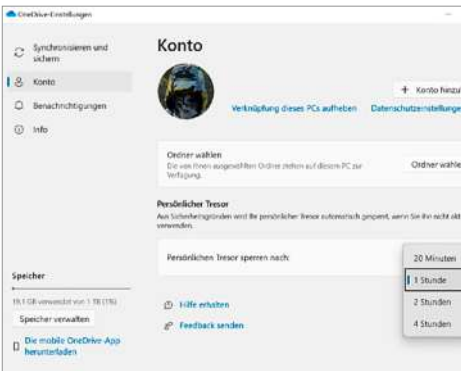 OneDrive-Einstellungen
Synchronisieren und
sichern
Konto
Benachrichtigungen
Info
Konto
+ Konto hinzu
Verknüpfung dieses PCs aufheben
Datenschutzeinstellunge
Ordner wählen
Die von Ihnen ausgewählten Ordner stehen auf diesem PC zur
Verfügung.
Ordner wähle
Persönlicher Tresor
Aus Sicherheitsgründen wird Ihr persönlicher Tresor automatisch gesperrt, wenn Sie ihn nicht akt
verwenden.
Persönlichen Tresor sperren nach:
20 Minuten
1 Stunde
2 Stunden
4 Stunden
Speicher
19,1 GB verwendet von 1 TB (1%)
Speicher verwalten
Die mobile OneDrive-App
herunterladen
Hilfe erhalten
Feedback senden